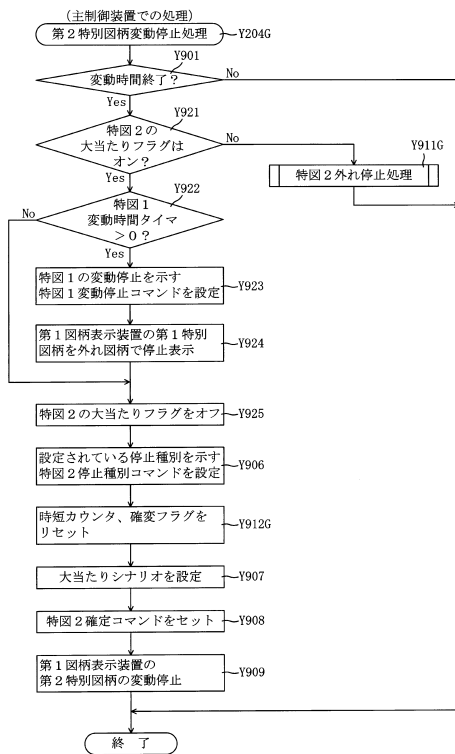 (主制御装置での処理)
第2特別図柄変動停止処理
Y204G
Y901
変動時間終了？
No
Yes
Y921
特図2の
大当たりフラグは
オン？
No
Yes
Y911G
特図2外れ停止処理
Y922
特図1
変動時間タイマ
＞0？
No
Yes
特図1の変動停止を示す
特図1変動停止コマンドを設定
Y923
第1図柄表示装置の第1特別
図柄を外れ図柄で停止表示
Y924
特図2の大当たりフラグをオフ
Y925
設定されている停止種別を示す
特図2停止種別コマンドを設定
Y906
時短カウンタ、確変フラグを
リセット
Y912G
大当たりシナリオを設定
Y907
特図2確定コマンドをセット
Y908
第1図柄表示装置の
第2特別図柄の変動停止
Y909
終 了